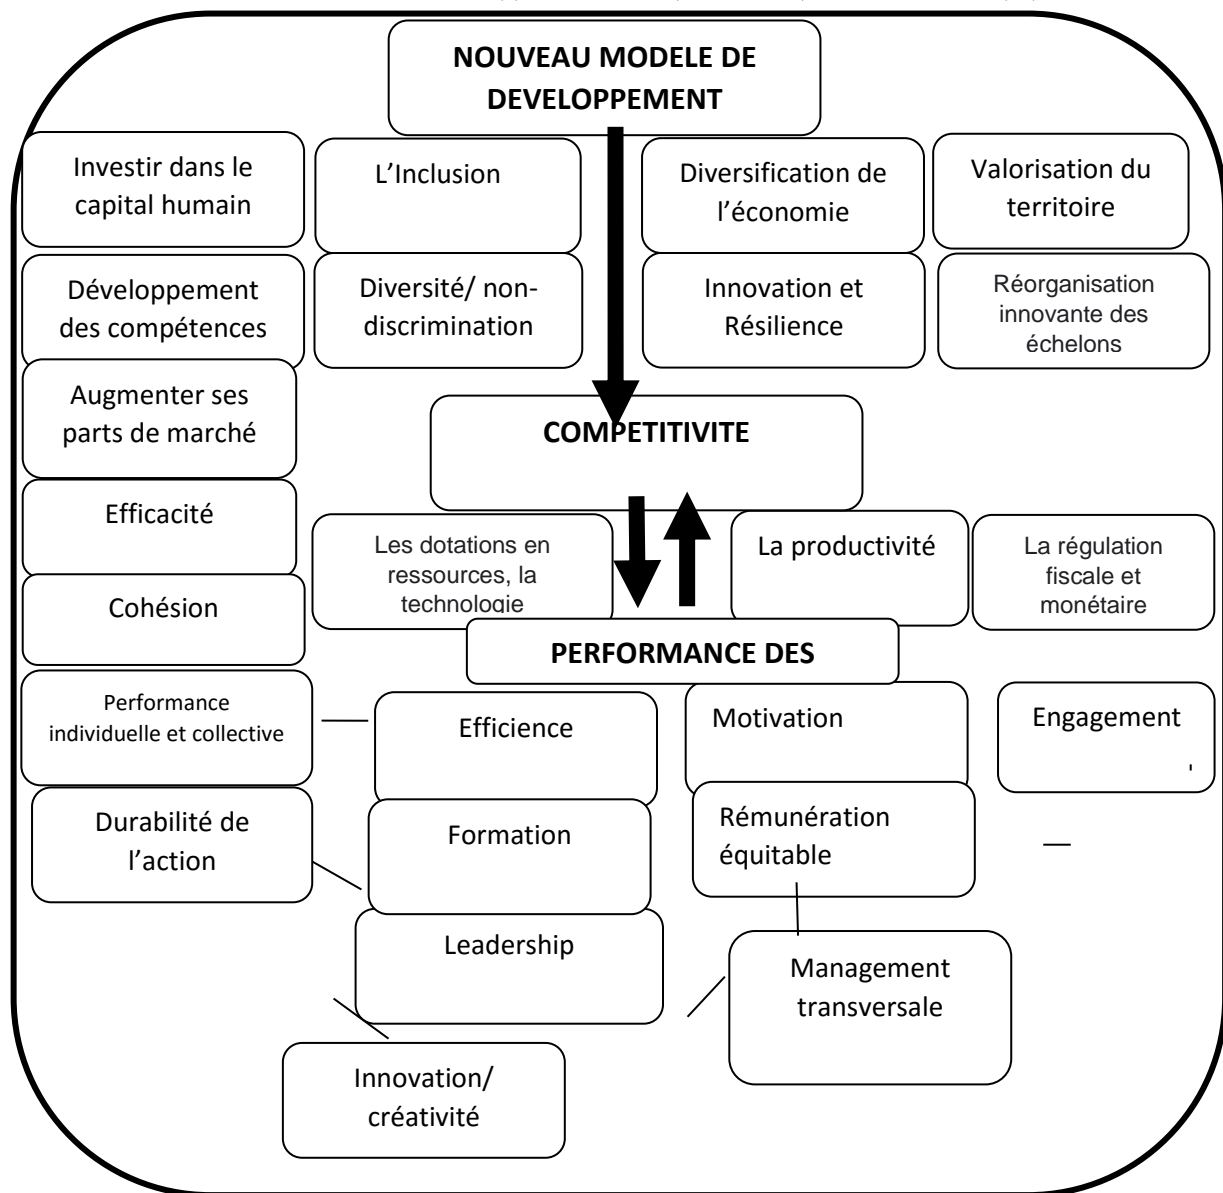 NOUVEAU MODELE DE
DEVELOPPEMENT
Investir dans le
capital humain
L’Inclusion
Diversification de
l’économie
Valorisation du
territoire
Développement
des compétences
Diversité/ non-
discrimination
Innovation et
Résilience
Réorganisation
innovante des
échelons
Augmenter ses
parts de marché
COMPETITIVITE
Efficacité
Les dotations en
ressources, la
technologie
La productivité
La régulation
fiscale et
monétaire
Cohésion
PERFORMANCE DES
Performance
individuelle et collective
Efficience
Motivation
Engagement
Durabilité de
l’action
Formation
Rémunération
équitable
Leadership
Management
transversale
Innovation/
créativité